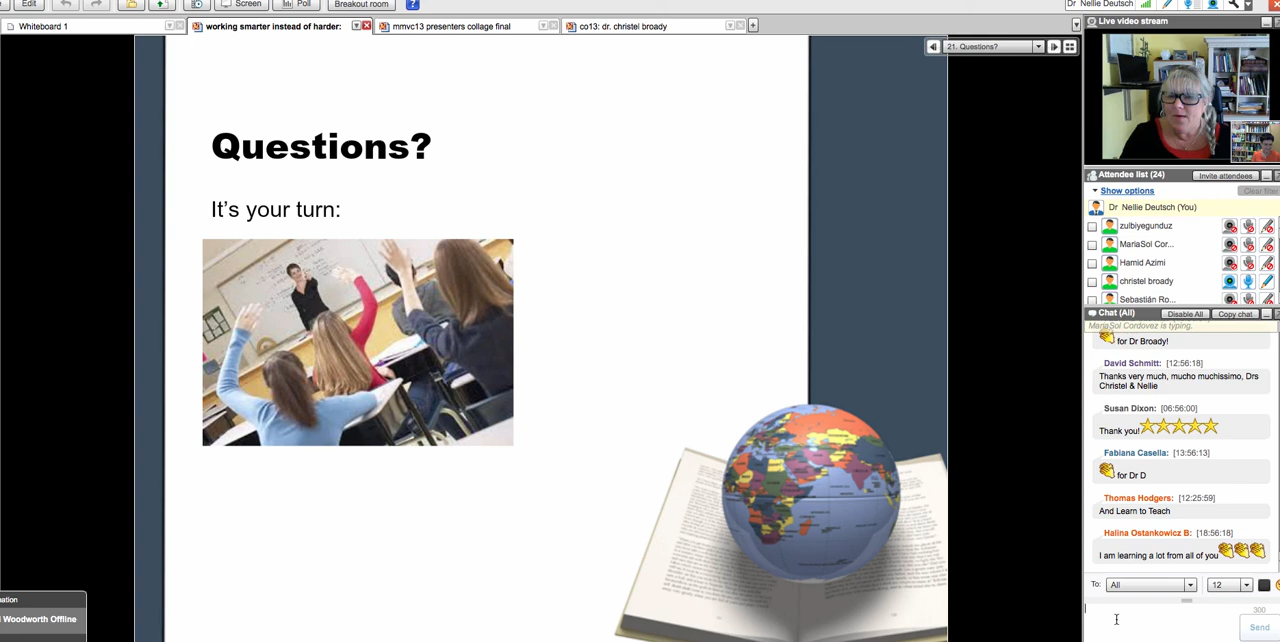 Edit
Screen
Poll
Breakout room
?
Dr Nellie Deutsch
Whiteboard 1
working smarter instead of harder:
mmvc13 presenters collage final
co13: dr. christel broady
21. Questions?
Questions?
It's your turn:
Live video stream
Attendee list (24)
Invite attendees
Show options
Clear filter
Dr Nellie Deutsch (You)
zulbiyegunduz
MariaSol Cor...
Hamid Azimi
christel broady
Sebastián Ro...
Chat (All)
Disable All
Copy chat
MariaSol Cordovez is typing.
for Dr Broady!
David Schmitt: [12:56:18]
Thanks very much, mucho muchissimo, Drs
Christel & Nellie
Susan Dixon: [06:56:00]
Thank you!
Fabiana Casella: [13:56:13]
for Dr D
Thomas Hodgers: [12:25:59]
And Learn to Teach
Halina Ostankowicz B: [18:56:18]
I am learning a lot from all of you
To: All 12
300
Send
Woodworth Offline